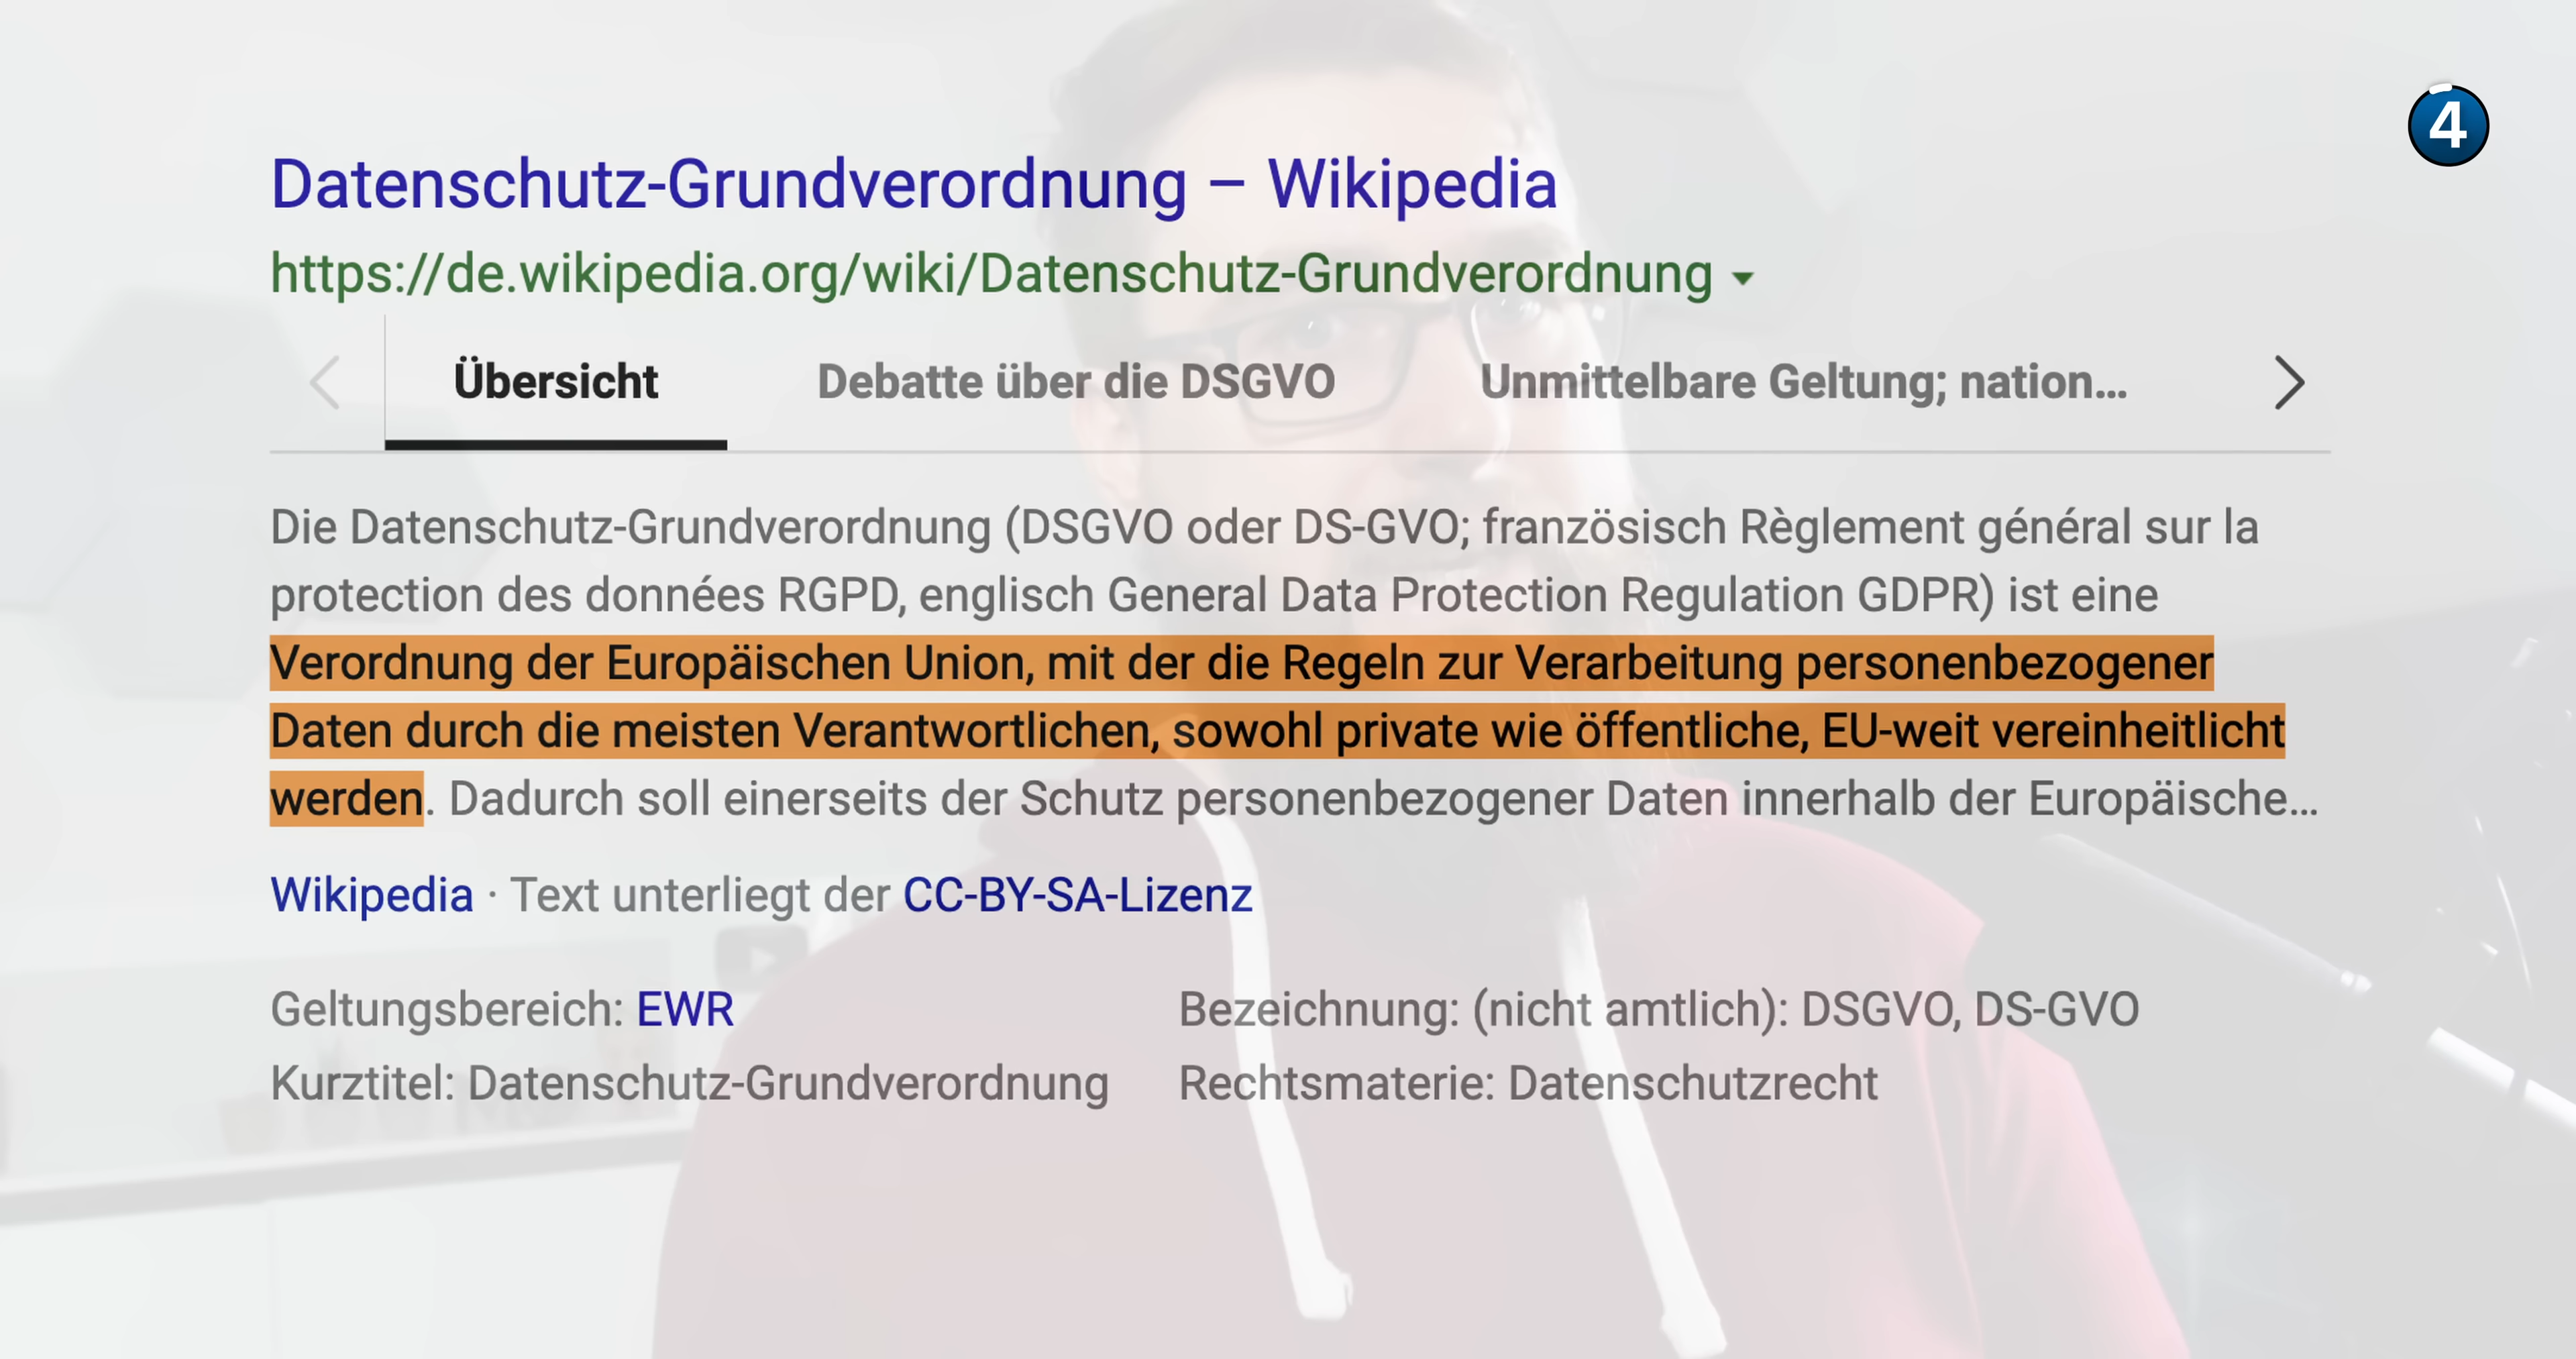 4
Datenschutz-Grundverordnung – Wikipedia
https://de.wikipedia.org/wiki/Datenschutz-Grundverordnung
Übersicht
Debatte über die DSGVO
Unmittelbare Geltung; nation...
Die Datenschutz-Grundverordnung (DSGVO oder DS-GVO; französisch Règlement général sur la
protection des données RGPD, englisch General Data Protection Regulation GDPR) ist eine
Verordnung der Europäischen Union, mit der die Regeln zur Verarbeitung personenbezogener
Daten durch die meisten Verantwortlichen, sowohl private wie öffentliche, EU-weit vereinheitlicht
werden. Dadurch soll einerseits der Schutz personenbezogener Daten innerhalb der Europäische...
Wikipedia · Text unterliegt der CC-BY-SA-Lizenz
Geltungsbereich: EWR
Bezeichnung: (nicht amtlich): DSGVO, DS-GVO
Kurztitel: Datenschutz-Grundverordnung
Rechtsmaterie: Datenschutzrecht